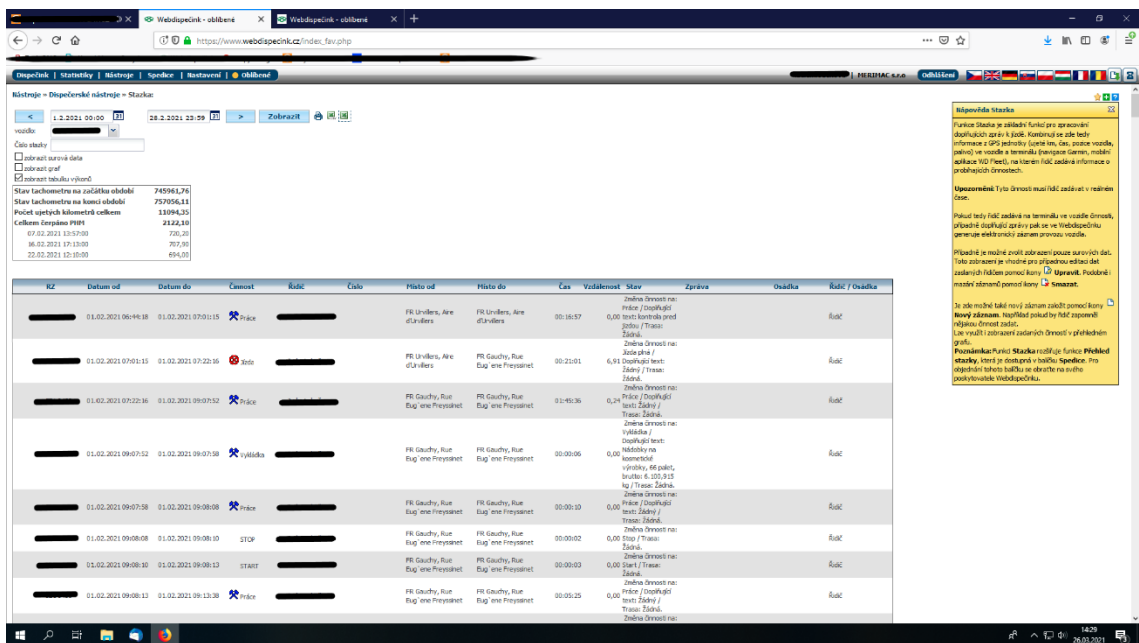 Webdispečink - oblíbené
Webdispečink - oblíbené
https://www.webdispecink.cz/index_fav.php
Dispečink | Statistiky | Nástroje | Spedice | Nastavení | Oblíbené
| MERIMAC s.r.o
Odhlášení
Nástroje » Dispečerské nástroje » Stazka:
<
1.2.2021 00:00
28.2.2021 23:59
>
Zobrazit
vozidlo:
Číslo stazky
zobrazit surová data
zobrazit graf
zobrazit tabulku výkonů
Stav tachometru na začátku období 745961,76
Stav tachometru na konci období 757056,11
Počet ujetých kilometrů celkem 11094,35
Celkem čerpáno PHM 2122,10
07.02.2021 13:57:00 720,20
16.02.2021 17:13:00 707,90
22.02.2021 12:10:00 694,00
Nápověda Stazka
Funkce Stazka je základní funkcí pro zpracování
doplňujících zpráv k jízdě. Kombinují se zde tedy
informace z GPS jednotky (ujeté km, čas, pozice vozidla,
palivo) ve vozidle a terminálu (navigace Garmin, mobilní
aplikace WD Fleet), na kterém řidič zadává informace o
probíhajících činnostech.
Upozornění: Tyto činnosti musí řidič zadávat v reálném
čase.
Pokud tedy řidič zadává na terminálu ve vozidle činnosti,
případně doplňující zprávy pak se ve Webdispečinku
generuje elektronický záznam provozu vozidla.
Případně je možné zvolit zobrazení pouze surových dat.
Toto zobrazení je vhodné pro případnou editaci dat
zadaných řidičem pomocí ikony Upravit. Podobně i
mazání záznamů pomocí ikony Smazat.
Je zde možné také nový záznam založit pomocí ikony
Nový záznam. Například pokud by řidič zapomněl
nějakou činnost zadat.
Lze využít i zobrazení zadaných činností v přehledném
grafu.
Poznámka: Funkci Stazka rozšiřuje funkce Přehled
stazky, která je dostupná v balíčku Spedice. Pro
objednání tohoto balíčku se obraťte na svého
poskytovatele Webdispečinku.
RZ Datum od Datum do Činnost Řidič Číslo Místo od Místo do Čas Vzdálenost Stav Zpráva Osádka Řidič / Osádka
Změna činnosti na:
Práce / Doplňující
01.02.2021 06:44:18 01.02.2021 07:01:15 Práce FR Urvillers, Aire d'Urvillers FR Urvillers, Aire d'Urvillers 00:16:57 0,00 text: kontrola pred Řidič
jizdou / Trasa:
Žádná.
Změna činnosti na:
Jízda plná /
01.02.2021 07:01:15 01.02.2021 07:22:16 Jízda FR Urvillers, Aire d'Urvillers FR Gauchy, Rue Eug`ene Freyssinet 00:21:01 6,91 Doplňující text: Řidič
Žádný / Trasa:
Žádná.
Změna činnosti na:
01.02.2021 07:22:16 01.02.2021 09:07:52 Práce FR Gauchy, Rue Eug`ene Freyssinet FR Gauchy, Rue Eug`ene Freyssinet 01:45:36 0,24 Práce / Doplňující Řidič
text: Žádný /
Trasa: Žádná.
Změna činnosti na:
Vykládka /
Doplňující text:
01.02.2021 09:07:52 01.02.2021 09:07:58 Vykládka FR Gauchy, Rue Eug`ene Freyssinet FR Gauchy, Rue Eug`ene Freyssinet 00:00:06 0,00 Nádobky na Řidič
kosmetické
výrobky, 66 palet,
brutto: 6.100,915
kg / Trasa: Žádná.
Změna činnosti na:
01.02.2021 09:07:58 01.02.2021 09:08:08 Práce FR Gauchy, Rue Eug`ene Freyssinet FR Gauchy, Rue Eug`ene Freyssinet 00:00:10 0,00 Práce / Doplňující Řidič
text: Žádný /
Trasa: Žádná.
Změna činnosti na:
01.02.2021 09:08:08 01.02.2021 09:08:10 STOP FR Gauchy, Rue Eug`ene Freyssinet FR Gauchy, Rue Eug`ene Freyssinet 00:00:02 0,00 Stop / Trasa: Řidič
Žádná.
Změna činnosti na:
01.02.2021 09:08:10 01.02.2021 09:08:13 START FR Gauchy, Rue Eug`ene Freyssinet FR Gauchy, Rue Eug`ene Freyssinet 00:00:03 0,00 Start / Trasa: Řidič
Žádná.
Změna činnosti na:
01.02.2021 09:08:13 01.02.2021 09:13:38 Práce FR Gauchy, Rue Eug`ene Freyssinet FR Gauchy, Rue Eug`ene Freyssinet 00:05:25 0,00 Práce / Doplňující Řidič
text: Žádný /
Trasa: Žádná.
Změna činnosti na:
14:29
26.03.2021